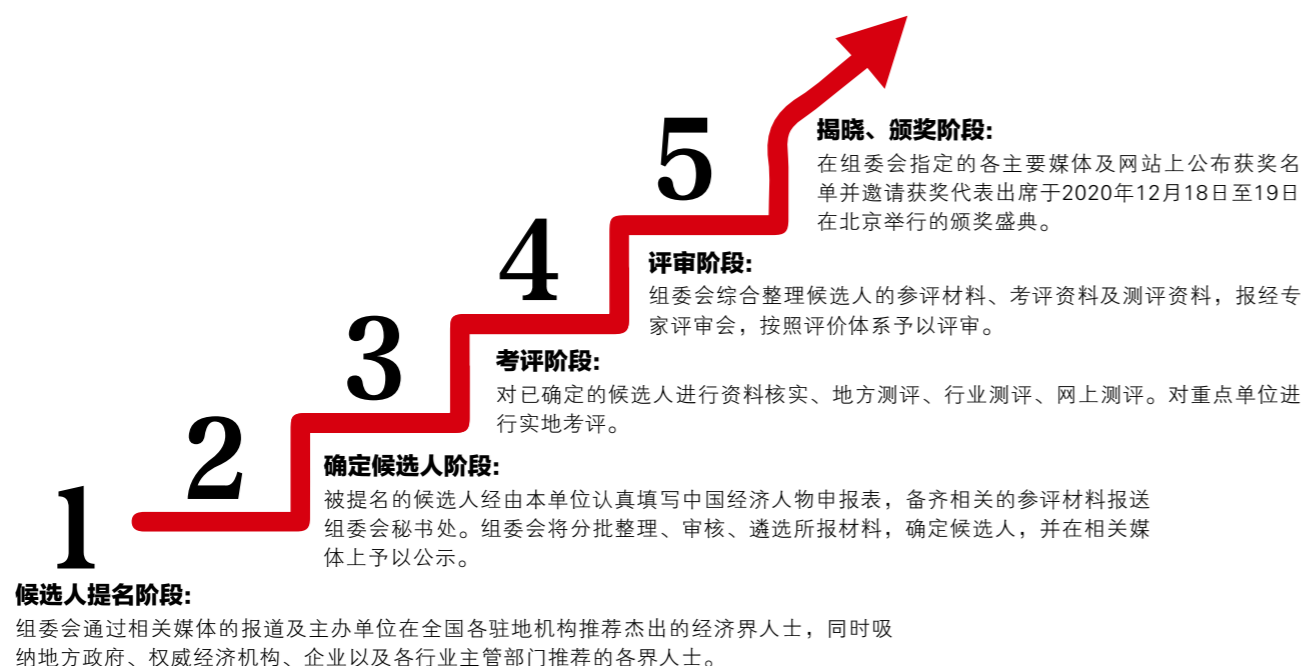 1
候选人提名阶段:
组委会通过相关媒体的报道及主办单位在全国各驻地机构推荐杰出的经济界人士，同时吸
纳地方政府、权威经济机构、企业以及各行业主管部门推荐的各界人士。
2
确定候选人阶段:
被提名的候选人经由本单位认真填写中国经济人物申报表，备齐相关的参评材料报送
组委会秘书处。组委会将分批整理、审核、遴选所报材料，确定候选人，并在相关媒
体上予以公示。
3
考评阶段:
对已确定的候选人进行资料核实、地方测评、行业测评、网上测评。对重点单位进
行实地考评。
4
评审阶段:
组委会综合整理候选人的参评材料、考评资料及测评资料，报经专
家评审会，按照评价体系予以评审。
5
揭晓、颁奖阶段:
在组委会指定的各主要媒体及网站上公布获奖名
单并邀请获奖代表出席于2020年12月18日至19日
在北京举行的颁奖盛典。